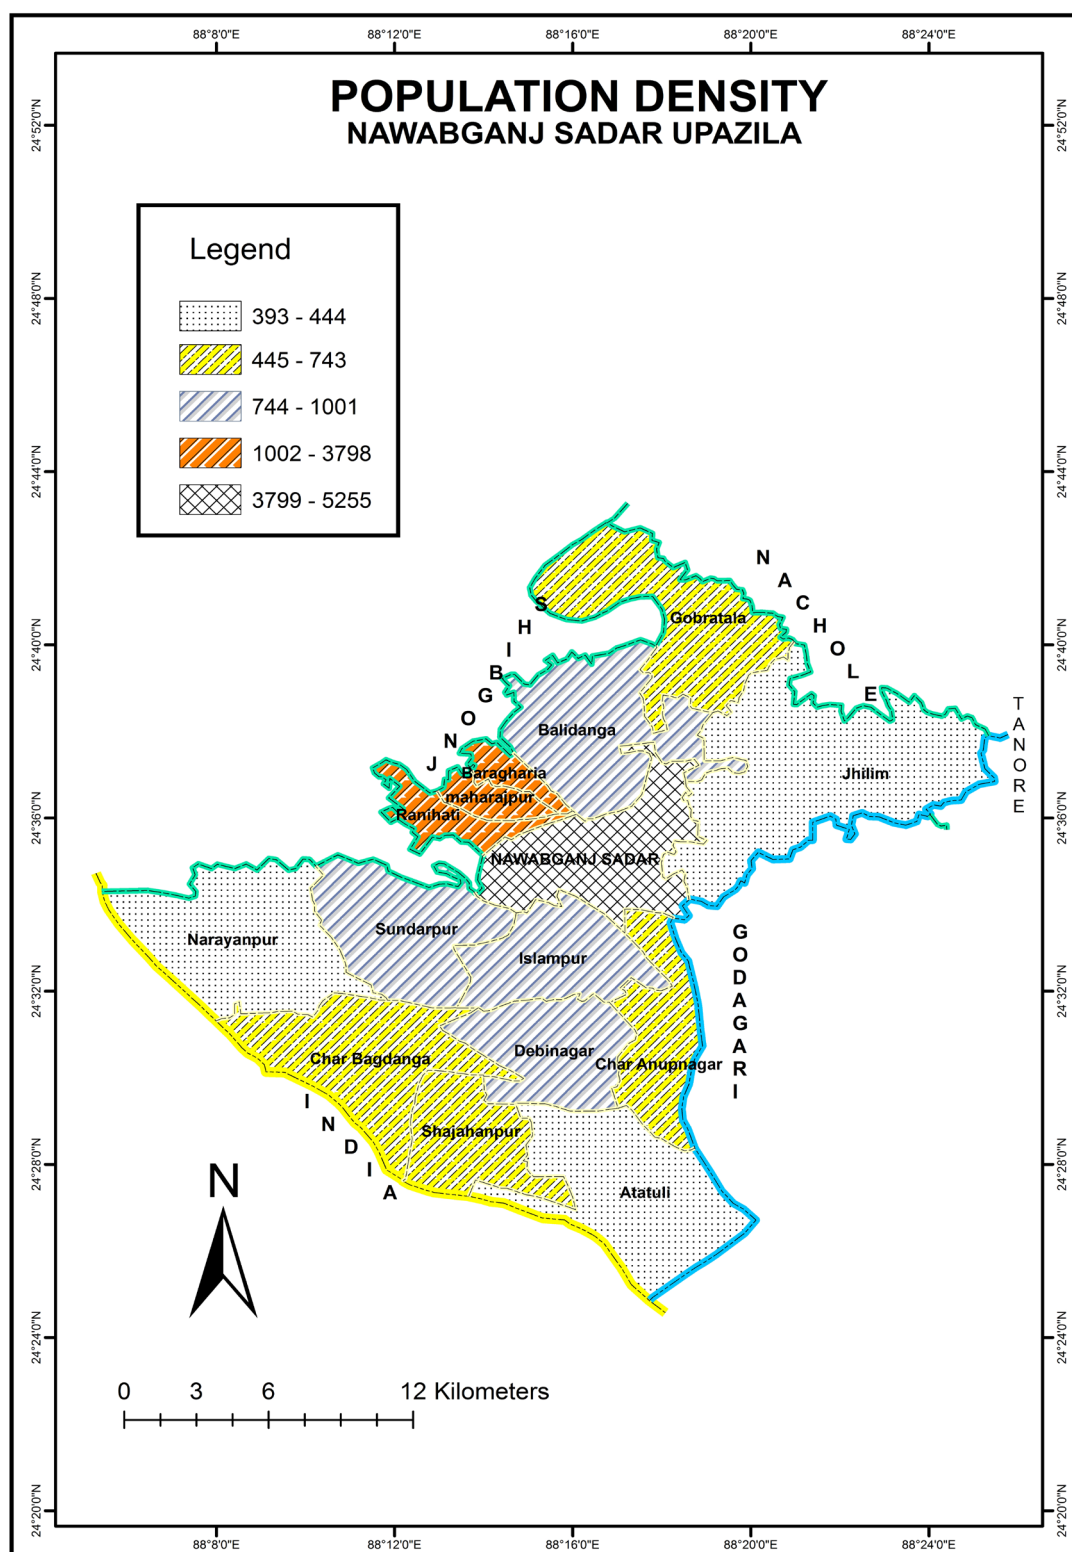 88°8'0"E 88°12'0"E 88°16'0"E 88°20'0"E 88°24'0"E
POPULATION DENSITY
NAWABGANJ SADAR UPAZILA
24°52'0"N 24°52'0"N
Legend
393 - 444
445 - 743
744 - 1001
1002 - 3798
3799 - 5255
24°48'0"N 24°48'0"N
24°44'0"N 24°44'0"N
24°40'0"N 24°40'0"N
NACHOLE
SHIBGONJ
TANORE
Gobratala
Balidanga
Baragharia
Jhilim
maharajpur
Ranihati
24°36'0"N 24°36'0"N
NAWABGANJ SADAR
Sundarpur
Narayanpur
Islampur
GODAGARI
24°32'0"N 24°32'0"N
Debinagar
Char Bagdanga
Char Anupnagar
INDIA
Shajahanpur
24°28'0"N 24°28'0"N
Atatuli
N
24°24'0"N 24°24'0"N
0 3 6 12 Kilometers
24°20'0"N 24°20'0"N
88°8'0"E 88°12'0"E 88°16'0"E 88°20'0"E 88°24'0"E